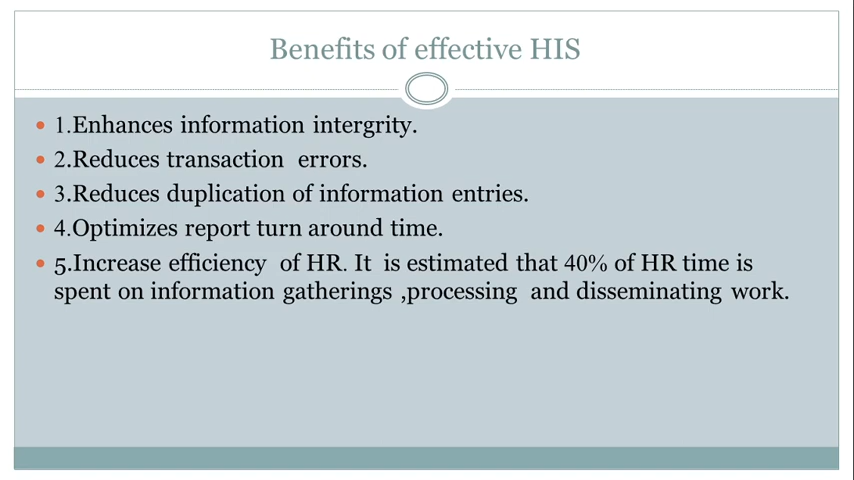 Benefits of effective HIS
1.Enhances information intergrity.
2.Reduces transaction errors.
3.Reduces duplication of information entries.
4.Optimizes report turn around time.
5.Increase efficiency of HR. It is estimated that 40% of HR time is
spent on information gatherings ,processing and disseminating work.